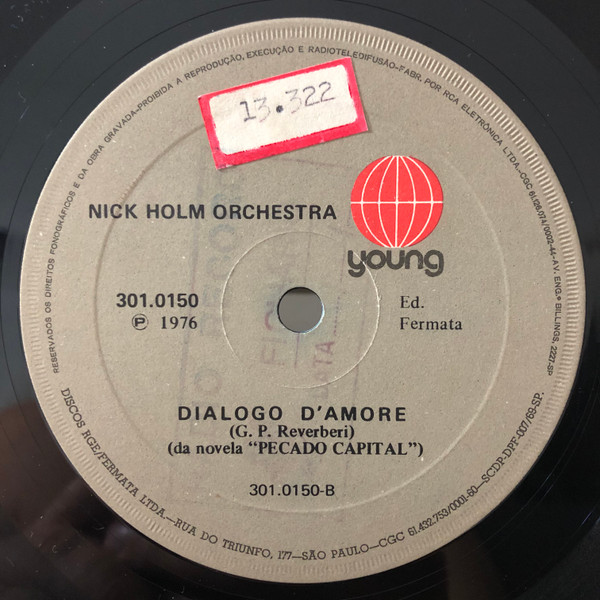 RESERVADOS OS DIREITOS FONOGRÁFICOS E DA OBRA GRAVADA-PROIBIDA A REPRODUÇÃO, EXECUÇÃO E RADIOTELEDIFUSÃO-FABR. POR RCA ELETRÔNICA LTDA-CGC 61.126.074/0002-44-AV. ENG.º BILLINGS, 2227-SP
13.322
NICK HOLM ORCHESTRA
young
301.0150
Ed.
℗ 1976
Fermata
DIALOGO D'AMORE
(G. P. Reverberi)
(da novela "PECADO CAPITAL")
301.0150-B
DISCOS RGE/FERMATA LTDA.-RUA DO TRIUNFO, 177-SÃO PAULO-CGC 61.432.753/0001-60-SCDP-DPF-007/69-SP.